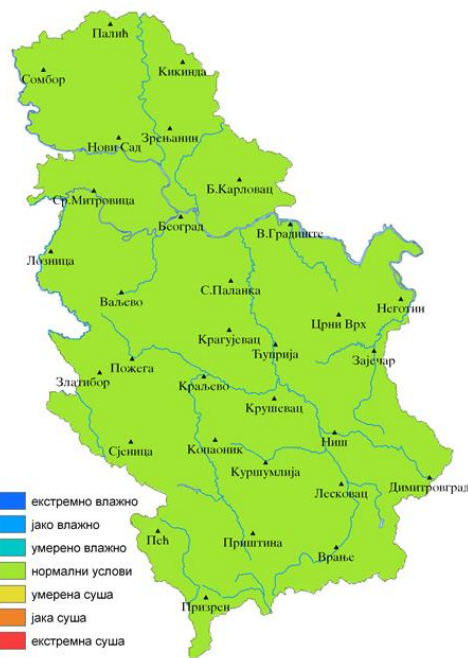 Палић
Сомбор
Кикинда
Зрењанин
Нови Сад
Б.Карловац
Ср.Митровица
Београд
В.Градиште
Лозница
С.Паланка
Ваљево
Неготин
Црни Врх
Крагујевац
Ћуприја
Зајечар
Пожега
Златибор
Краљево
Крушевац
Ниш
Сјеница
Копаоник
Куршумлија
Димитровград
Лесковац
екстремно влажно
јако влажно
умерено влажно
нормални услови
умерена суша
јака суша
екстремна суша
Пећ
Приштина
Врање
Призрен